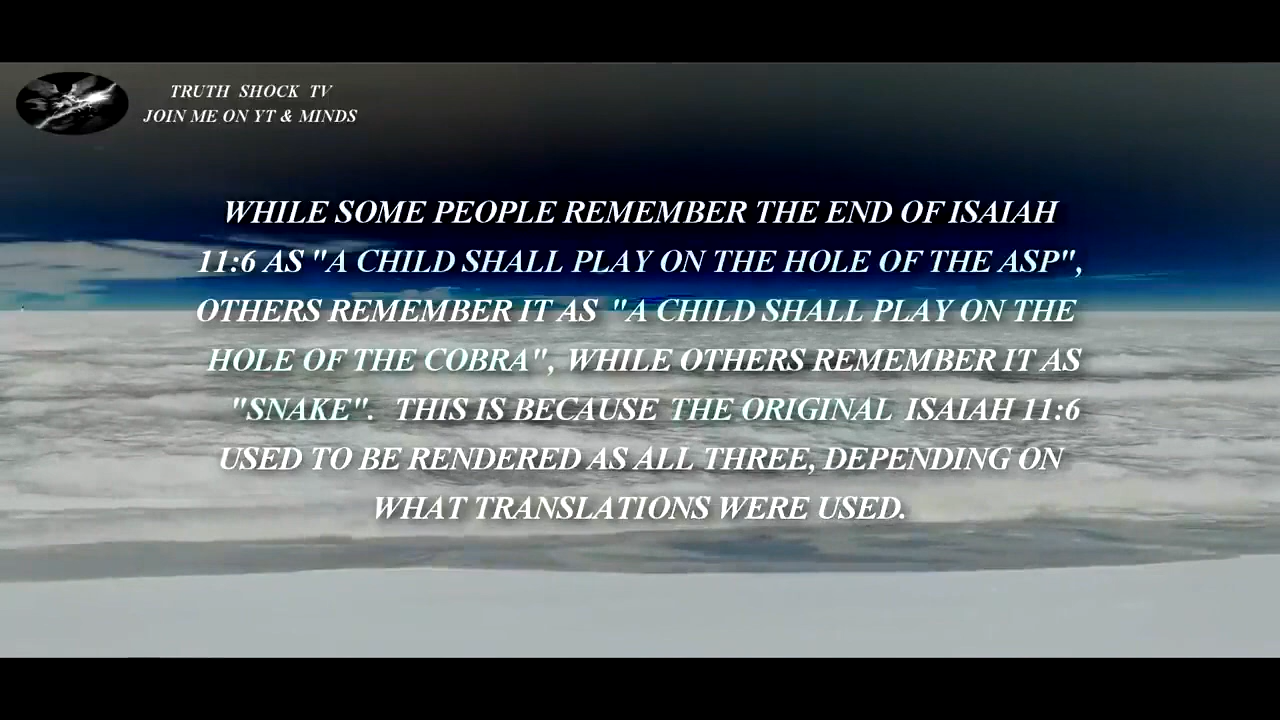 TRUTH SHOCK TV
JOIN ME ON YT & MINDS
WHILE SOME PEOPLE REMEMBER THE END OF ISAIAH
11:6 AS "A CHILD SHALL PLAY ON THE HOLE OF THE ASP",
OTHERS REMEMBER IT AS "A CHILD SHALL PLAY ON THE
HOLE OF THE COBRA", WHILE OTHERS REMEMBER IT AS
"SNAKE". THIS IS BECAUSE THE ORIGINAL ISAIAH 11:6
USED TO BE RENDERED AS ALL THREE, DEPENDING ON
WHAT TRANSLATIONS WERE USED.